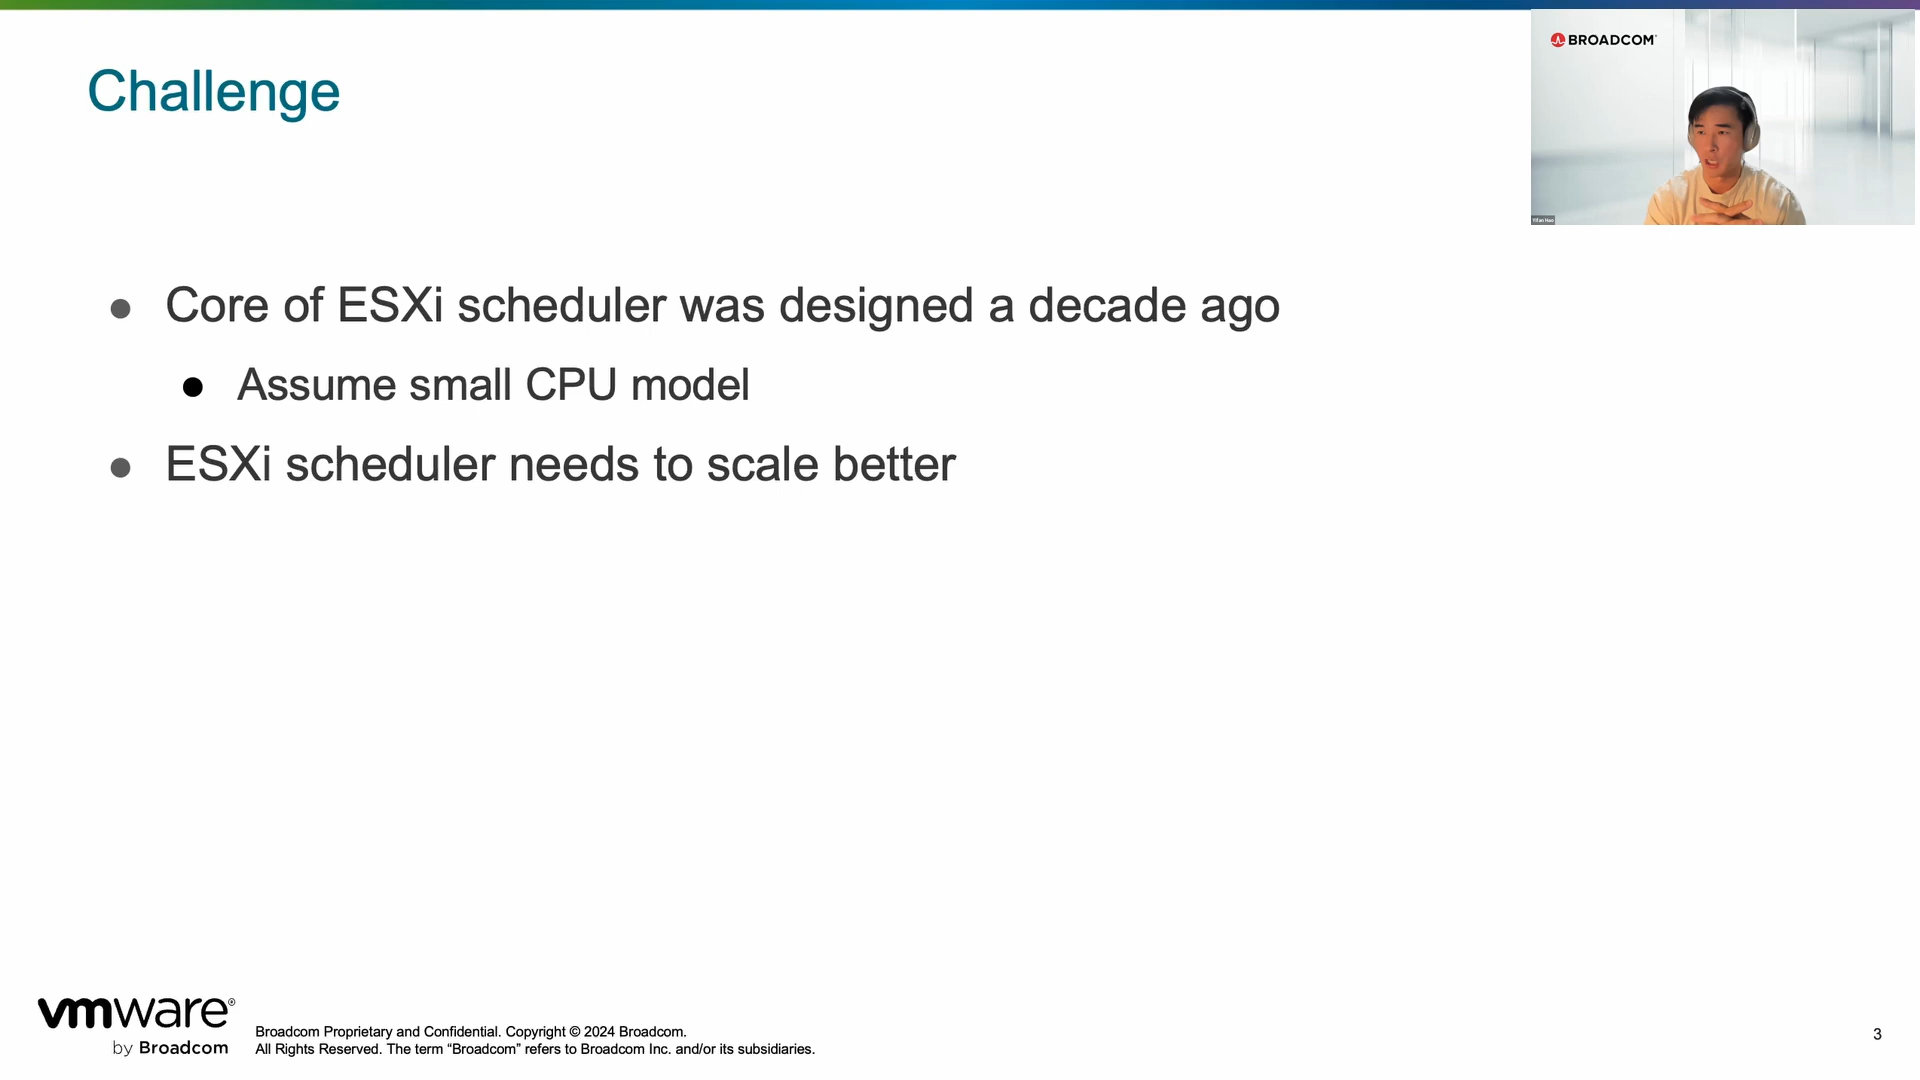 Challenge
BROADCOM
Yifan Hao
● Core of ESXi scheduler was designed a decade ago
● Assume small CPU model
● ESXi scheduler needs to scale better
vmware®
by Broadcom
Broadcom Proprietary and Confidential. Copyright © 2024 Broadcom.
All Rights Reserved. The term “Broadcom” refers to Broadcom Inc. and/or its subsidiaries.
3